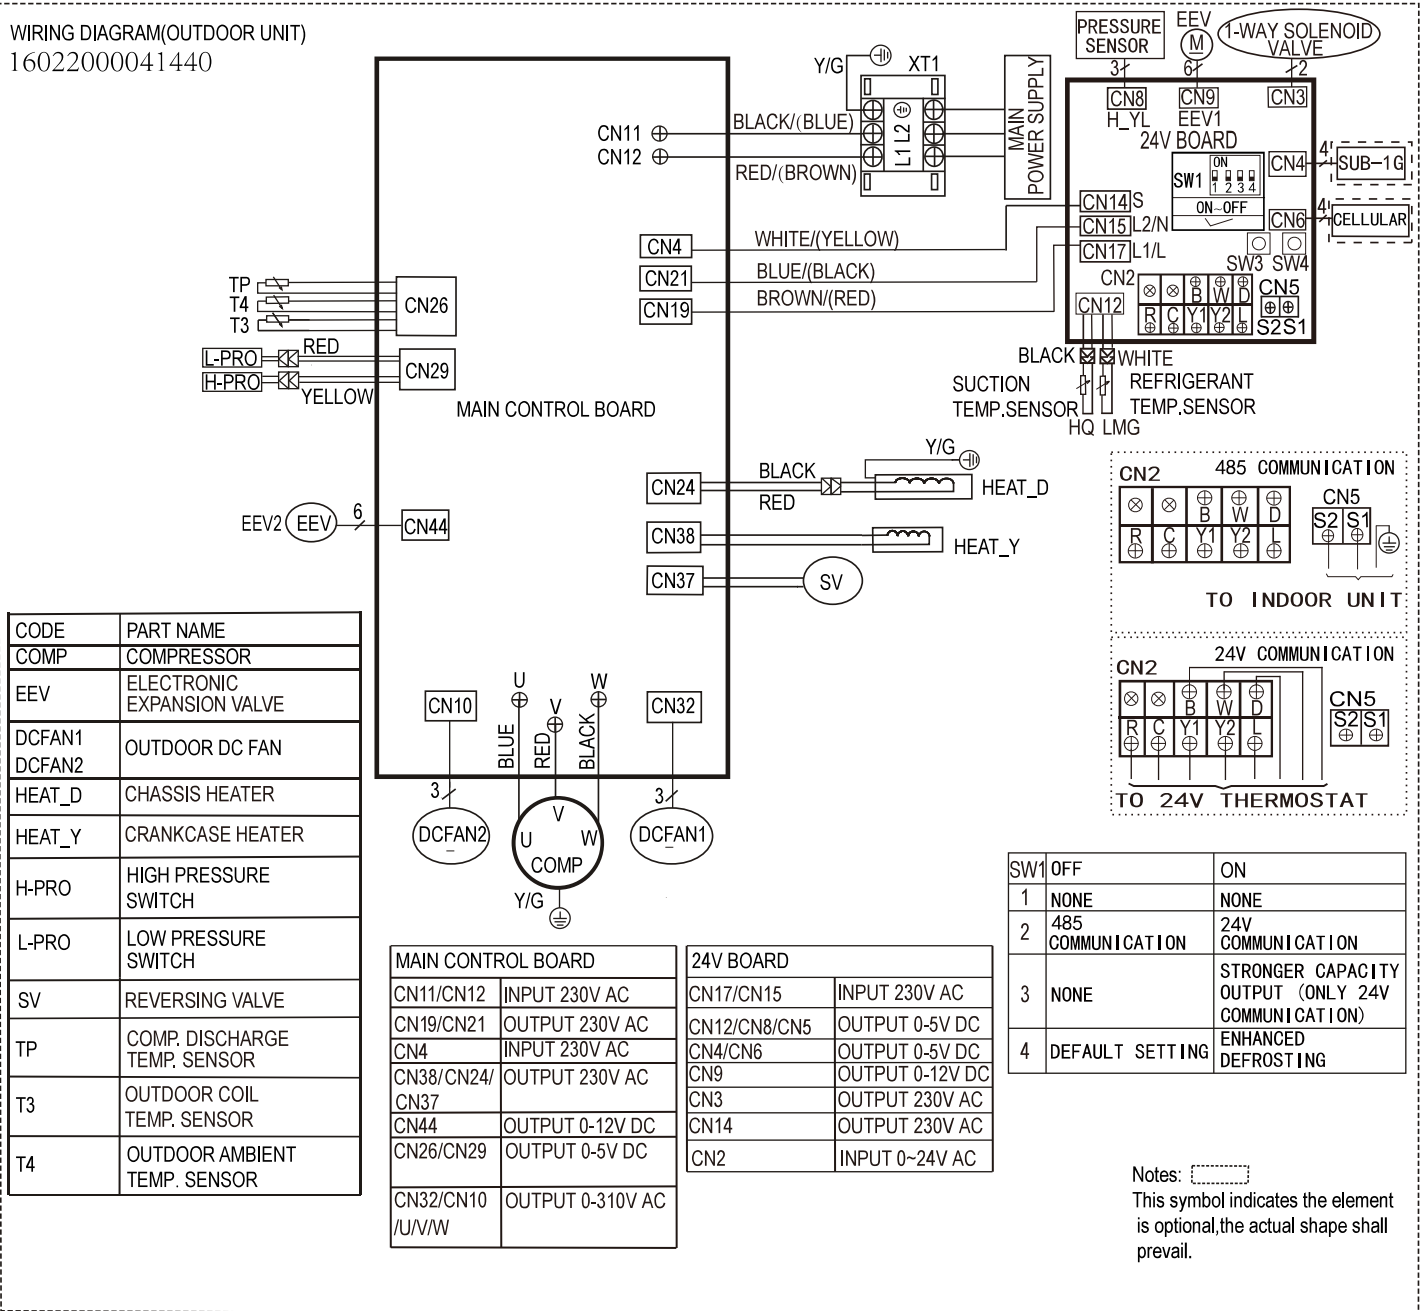 WIRING DIAGRAM(OUTDOOR UNIT)
16022000041440
CN11
CN12
BLACK/(BLUE)
RED/(BROWN)
Y/G
XT1
L1 L2
MAIN
POWER SUPPLY
PRESSURE
SENSOR
3
EEV
M
6
1-WAY SOLENOID
VALVE
2
CN8
H_YL
CN9
EEV1
CN3
24V BOARD
SW1
ON
1 2 3 4
ON~OFF
CN4
4
SUB-1G
CN6
4
CELLULAR
SW3
SW4
CN14 S
CN15 L2/N
CN17 L1/L
CN2
B W D
R C Y1 Y2 L
CN5
S2 S1
CN12
BLACK
WHITE
SUCTION
TEMP.SENSOR
REFRIGERANT
TEMP.SENSOR
HQ LMG
CN4
WHITE/(YELLOW)
CN21
BLUE/(BLACK)
CN19
BROWN/(RED)
TP
T4
T3
CN26
L-PRO
RED
H-PRO
YELLOW
CN29
MAIN CONTROL BOARD
EEV2
EEV
6
CN44
CN24
BLACK
RED
Y/G
HEAT_D
CN38
HEAT_Y
CN37
SV
CN10
U
V
W
CN32
BLUE
RED
BLACK
3
DCFAN2
U
V
W
COMP
Y/G
3
DCFAN1
CN2
485 COMMUNICATION
B W D
R C Y1 Y2 L
CN5
S2 S1
TO INDOOR UNIT
CN2
24V COMMUNICATION
B W D
R C Y1 Y2 L
CN5
S2 S1
TO 24V THERMOSTAT
CODE PART NAME
COMP COMPRESSOR
EEV ELECTRONIC
EXPANSION VALVE
DCFAN1
DCFAN2
OUTDOOR DC FAN
HEAT_D CHASSIS HEATER
HEAT_Y CRANKCASE HEATER
H-PRO HIGH PRESSURE
SWITCH
L-PRO LOW PRESSURE
SWITCH
SV REVERSING VALVE
TP COMP. DISCHARGE
TEMP. SENSOR
T3 OUTDOOR COIL
TEMP. SENSOR
T4 OUTDOOR AMBIENT
TEMP. SENSOR
MAIN CONTROL BOARD
CN11/CN12 INPUT 230V AC
CN19/CN21 OUTPUT 230V AC
CN4 INPUT 230V AC
CN38/CN24/ OUTPUT 230V AC
CN37
CN44 OUTPUT 0-12V DC
CN26/CN29 OUTPUT 0-5V DC
CN32/CN10 OUTPUT 0-310V AC
/U/V/W
24V BOARD
CN17/CN15 INPUT 230V AC
CN12/CN8/CN5 OUTPUT 0-5V DC
CN4/CN6 OUTPUT 0-5V DC
CN9 OUTPUT 0-12V DC
CN3 OUTPUT 230V AC
CN14 OUTPUT 230V AC
CN2 INPUT 0~24V AC
SW1 OFF ON
1 NONE NONE
2 485
COMMUNICATION
24V
COMMUNICATION
3 NONE
STRONGER CAPACITY
OUTPUT (ONLY 24V
COMMUNICATION)
4 DEFAULT SETTING
ENHANCED
DEFROSTING
Notes:
This symbol indicates the element
is optional,the actual shape shall
prevail.